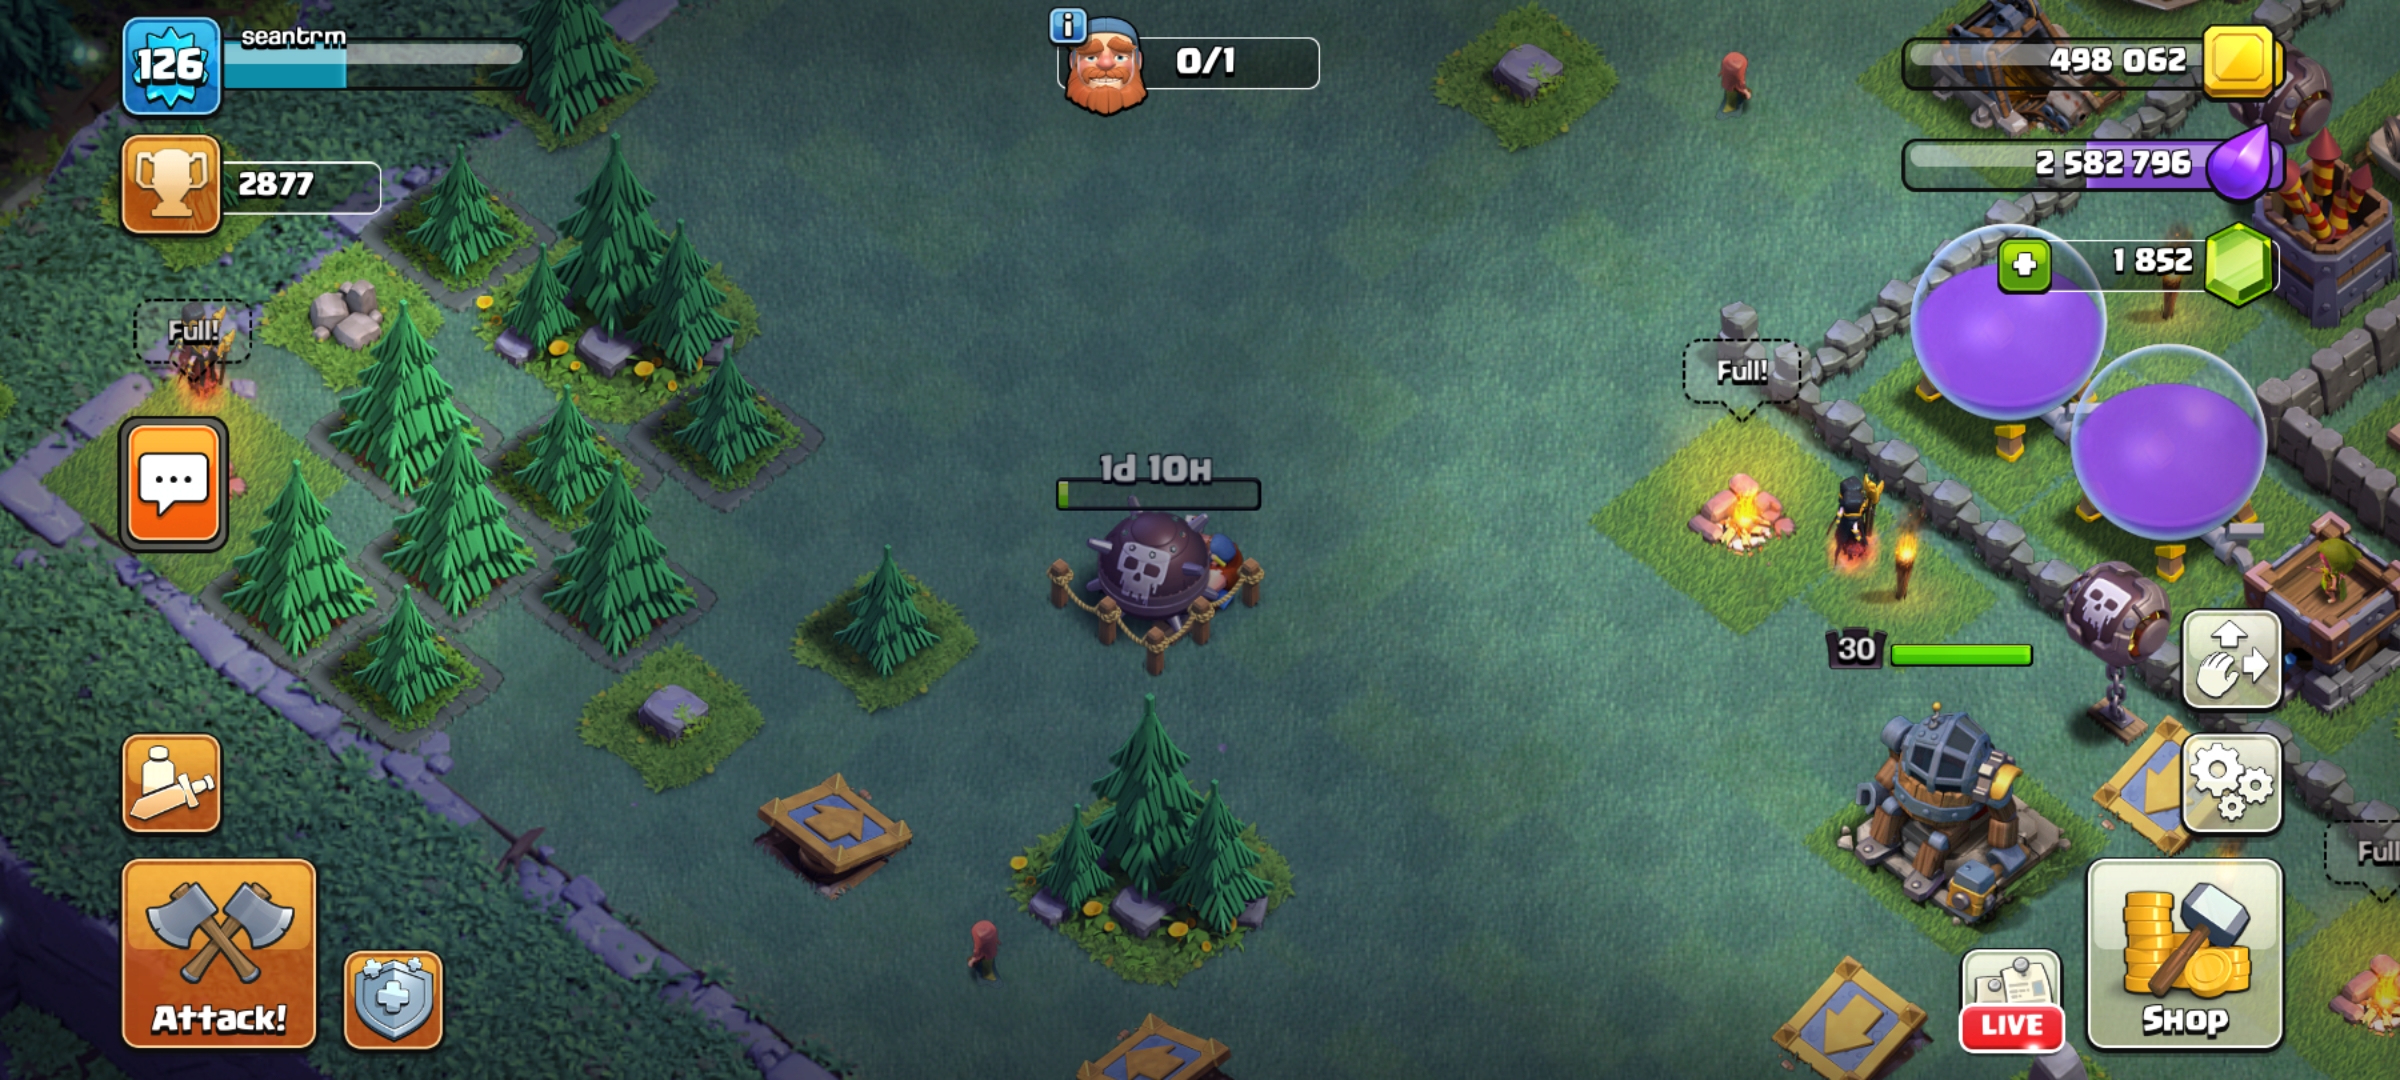 126
seantrm
0/1
498 062
2877
2 582 796
1 852
Full!
Full!
1d 10H
30
Full
Attack!
LIVE
SHOP